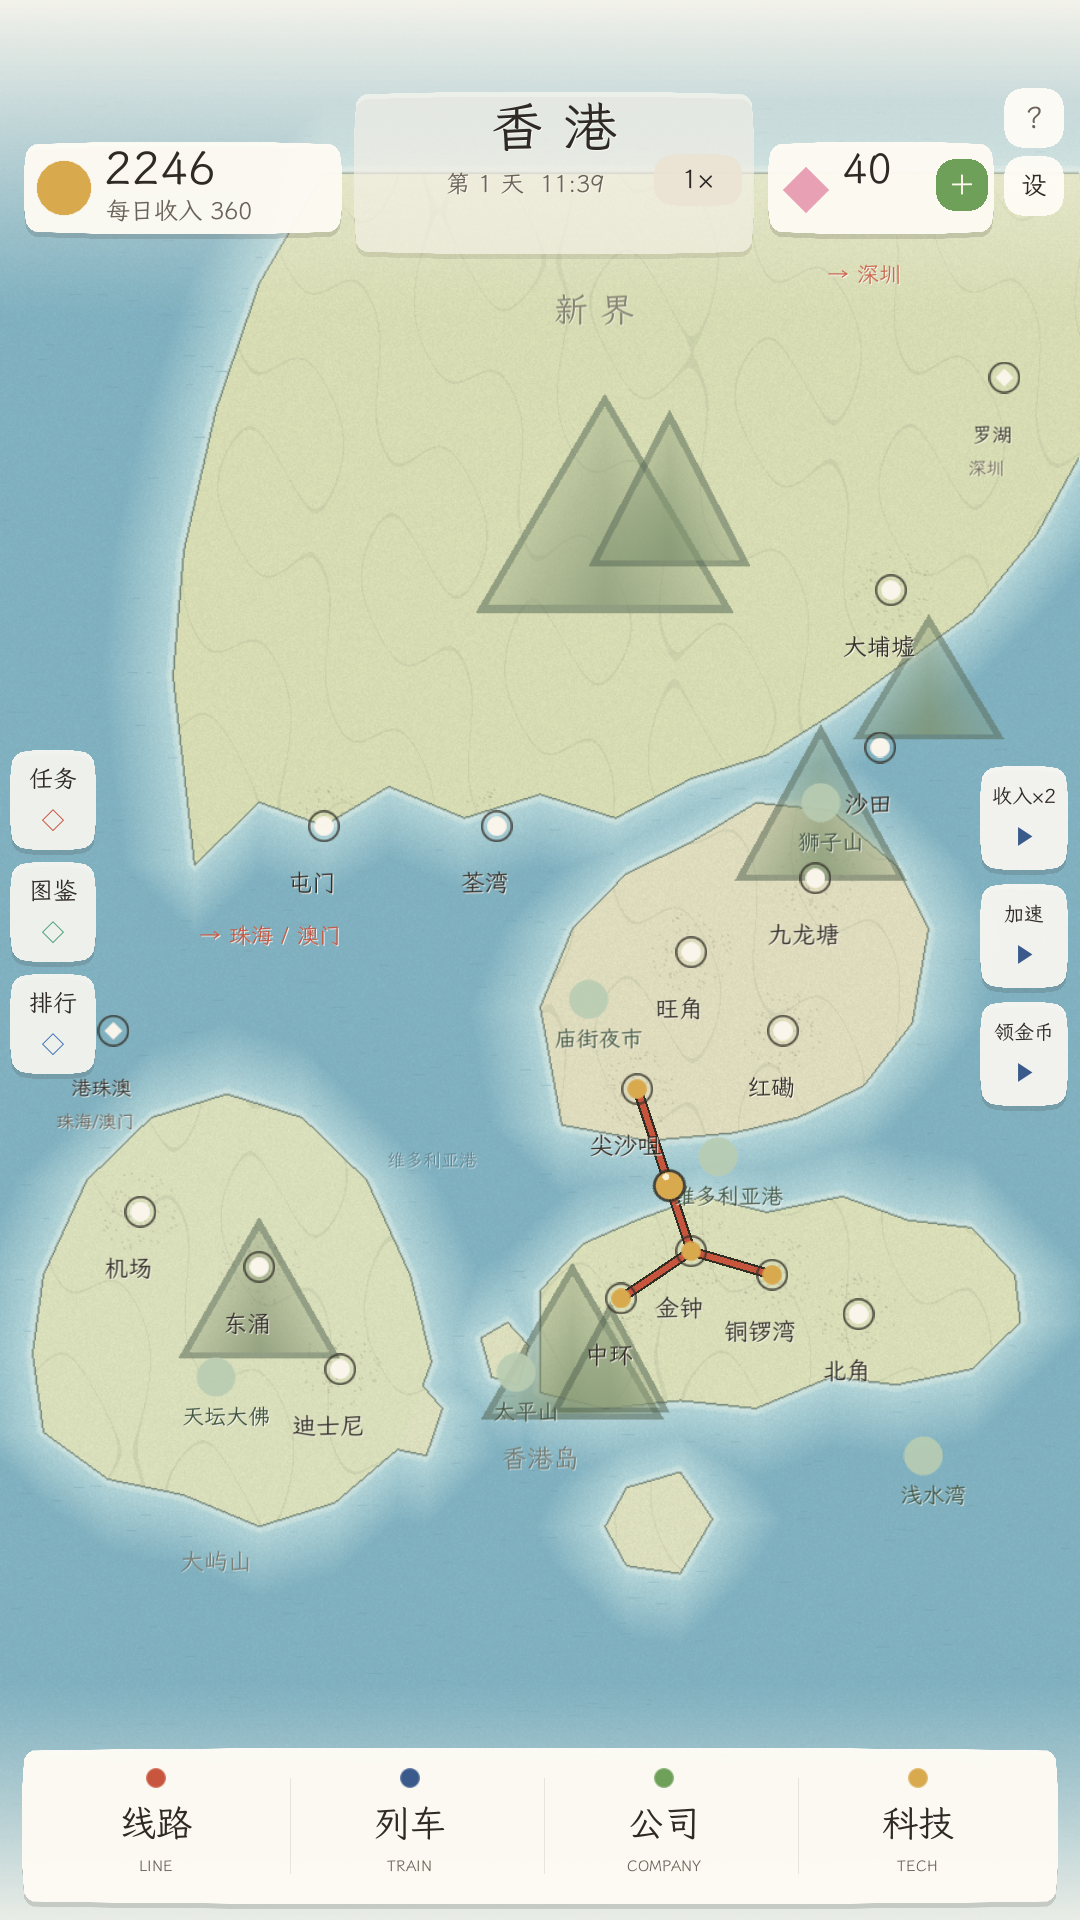 香港
?
2246
每日收入 360
第 1 天 11:39
1×
40
+
设
→ 深圳
新界
罗湖
深圳
大埔墟
任务
收入×2
沙田
狮子山
图鉴
屯门
荃湾
加速
→ 珠海 / 澳门
九龙塘
排行
旺角
庙街夜市
领金币
港珠澳
珠海/澳门
红磡
尖沙咀
维多利亚港
维多利亚港
机场
东涌
金钟
铜锣湾
中环
北角
天坛大佛
迪士尼
太平山
香港岛
浅水湾
大屿山
线路
LINE
列车
TRAIN
公司
COMPANY
科技
TECH